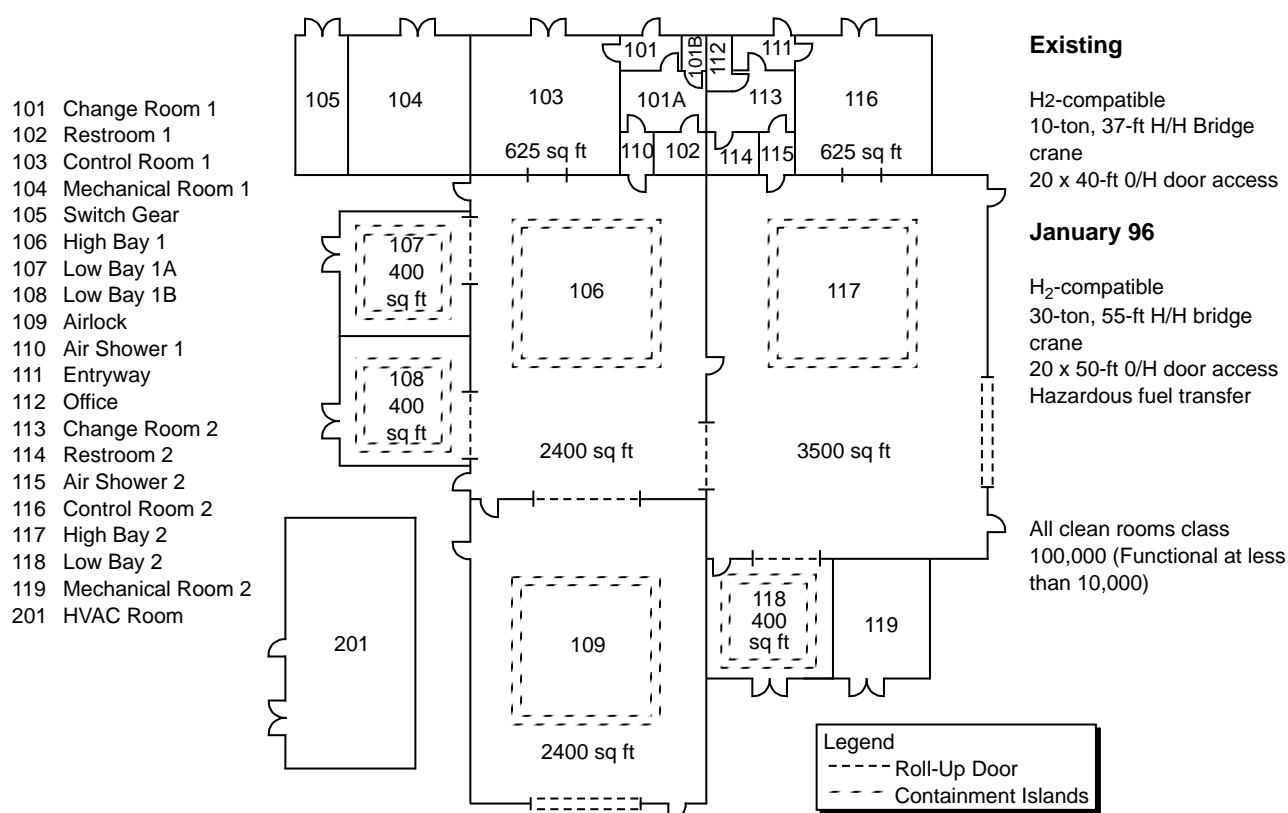 101 Change Room 1
102 Restroom 1
103 Control Room 1
104 Mechanical Room 1
105 Switch Gear
106 High Bay 1
107 Low Bay 1A
108 Low Bay 1B
109 Airlock
110 Air Shower 1
111 Entryway
112 Office
113 Change Room 2
114 Restroom 2
115 Air Shower 2
116 Control Room 2
117 High Bay 2
118 Low Bay 2
119 Mechanical Room 2
201 HVAC Room
105
104
103
625 sq ft
101
101B
101A
110
102
112
111
113
114
115
116
625 sq ft
107
400
sq ft
108
400
sq ft
106
2400 sq ft
117
3500 sq ft
201
109
2400 sq ft
118
400
sq ft
119
Existing
H2-compatible
10-ton, 37-ft H/H Bridge
crane
20 x 40-ft 0/H door access
January 96
H2-compatible
30-ton, 55-ft H/H bridge
crane
20 x 50-ft 0/H door access
Hazardous fuel transfer
All clean rooms class
100,000 (Functional at less
than 10,000)
Legend
Roll-Up Door
Containment Islands